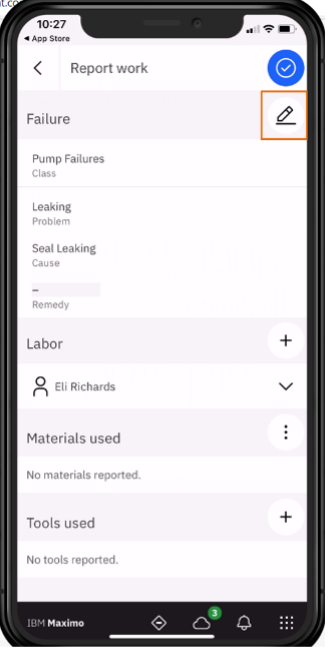 10:27
App Store
Report work
Failure
Pump Failures
Class
Leaking
Problem
Seal Leaking
Cause
–
Remedy
Labor
Eli Richards
Materials used
No materials reported.
Tools used
No tools reported.
IBM Maximo
3